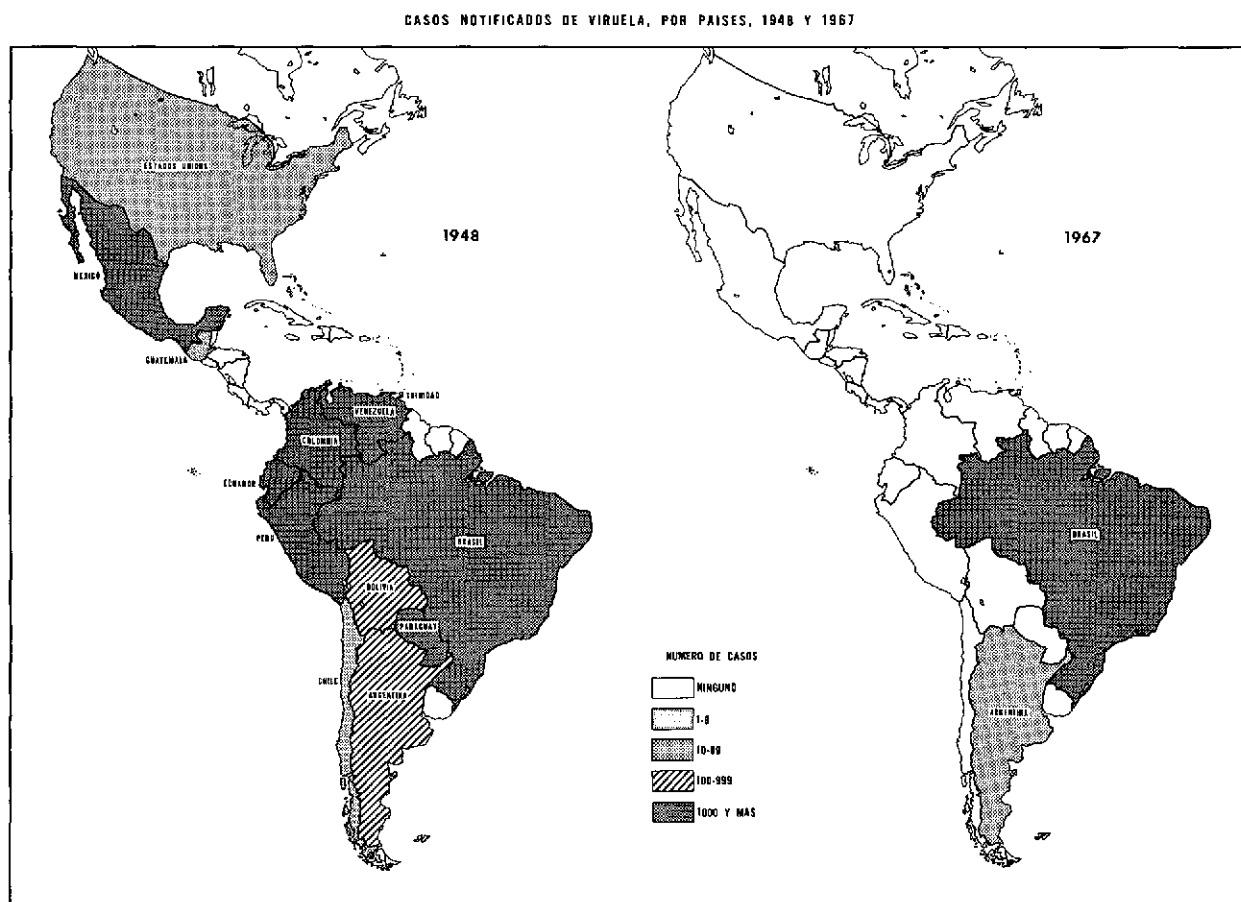 CASOS NOTIFICADOS DE VIRUELA, POR PAISES, 1948 Y 1967
ESTADOS UNIDOS
1948
MEXICO
GUATEMALA
TRINIDAD
VENEZUELA
COLOMBIA
ECUADOR
PERU
BRASIL
BOLIVIA
PARAGUAY
CHILE
ARGENTINA
1967
BRASIL
ARGENTINA
NUMERO DE CASOS
NINGUNO
1-9
10-99
100-999
1000 Y MAS